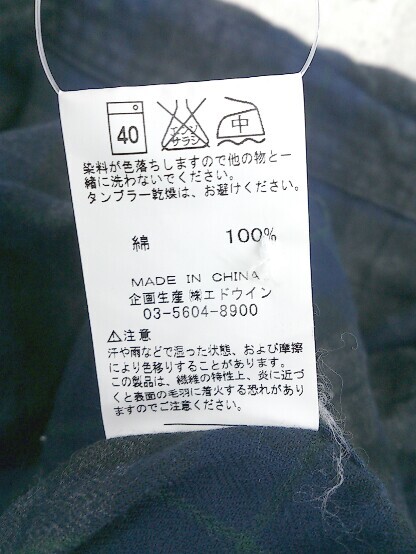 40
エンソ
サラシ
中
染料が色落ちしますので他の物と一
緒に洗わないでください。
タンブラー乾燥は、お避けください。
綿 100%
MADE IN CHINA
企画生産 ㈱エドウイン
03-5604-8900
⚠注意
汗や雨などで湿った状態、および摩擦
により色移りすることがあります。
この製品は、繊維の特性上、炎に近づ
くと表面の毛羽に着火する恐れがあり
ますのでご注意ください。